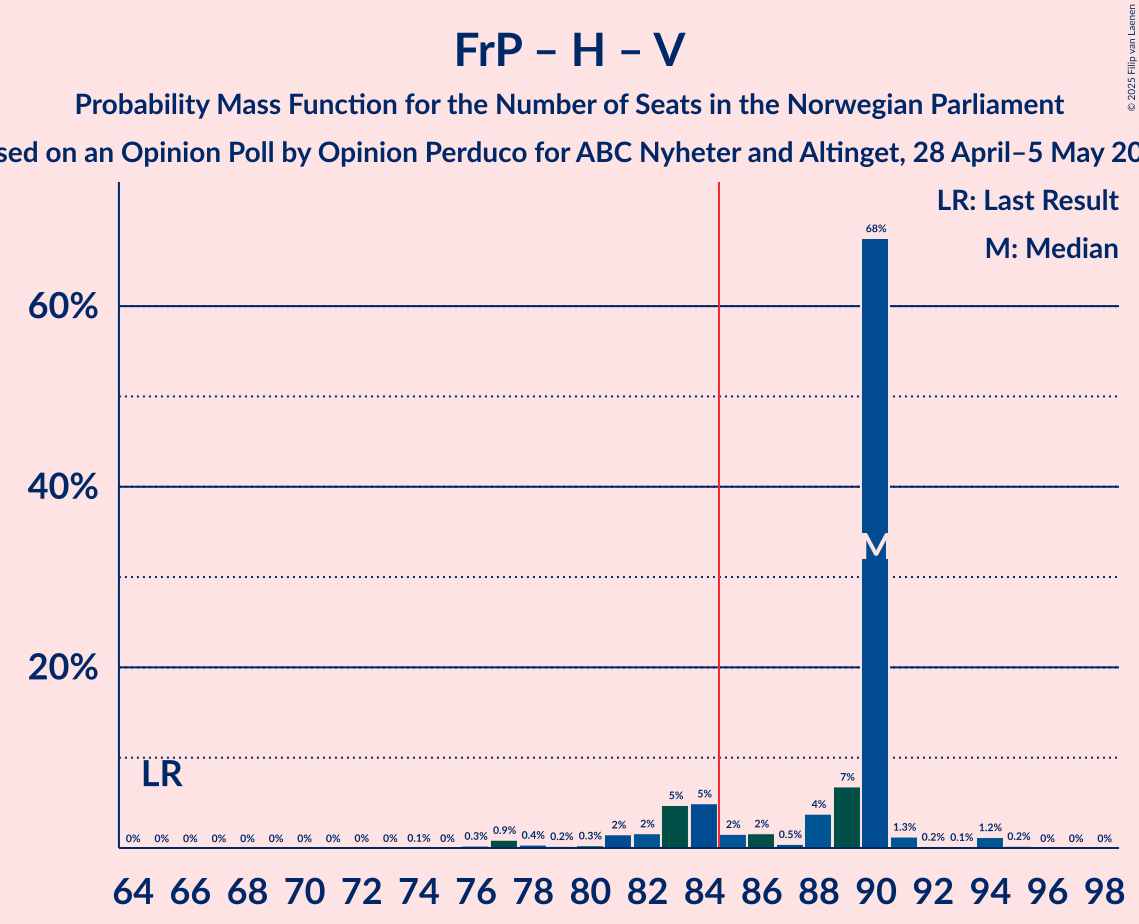 FrP – H – V
Probability Mass Function for the Number of Seats in the Norwegian Parliament
sed on an Opinion Poll by Opinion Perduco for ABC Nyheter and Altinget, 28 April–5 May 20
© 2025 Filip van Laenen
LR: Last Result
M: Median
60%
40%
20%
LR
M
0% 0% 0% 0% 0% 0% 0% 0% 0% 0% 0.1% 0% 0.3% 0.9% 0.4% 0.2% 0.3% 2% 2% 5% 5% 2% 2% 0.5% 4% 7% 68% 1.3% 0.2% 0.1% 1.2% 0.2% 0% 0% 0%
64 66 68 70 72 74 76 78 80 82 84 86 88 90 92 94 96 98